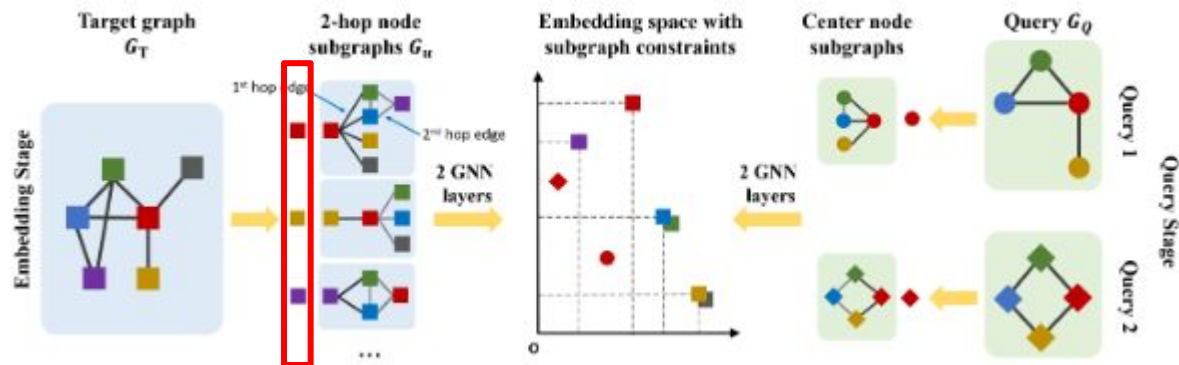 Target graph
G_T
2-hop node
subgraphs G_u
Embedding space with
subgraph constraints
Center node
subgraphs
Query G_Q
Embedding Stage
1st hop edge
2nd hop edge
2 GNN
layers
2 GNN
layers
...
O
Query 1
Query 2
Query Stage